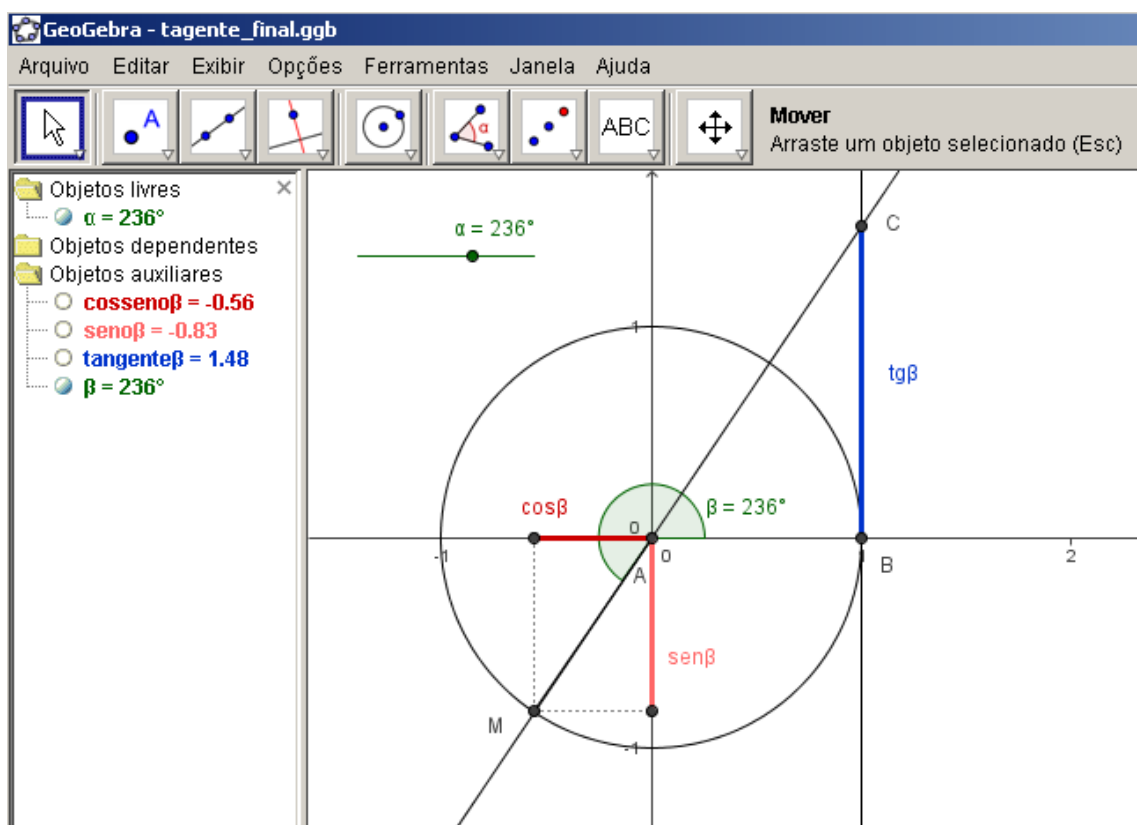 GeoGebra - tagente_final.ggb
Arquivo Editar Exibir Opções Ferramentas Janela Ajuda
A
α
ABC
Mover
Arraste um objeto selecionado (Esc)
Objetos livres
α = 236°
Objetos dependentes
Objetos auxiliares
cossenoβ = -0.56
senoβ = -0.83
tangenteβ = 1.48
β = 236°
α = 236°
C
1
tgβ
cosβ
β = 236°
0
-1
0
1
2
A
B
senβ
M
-1